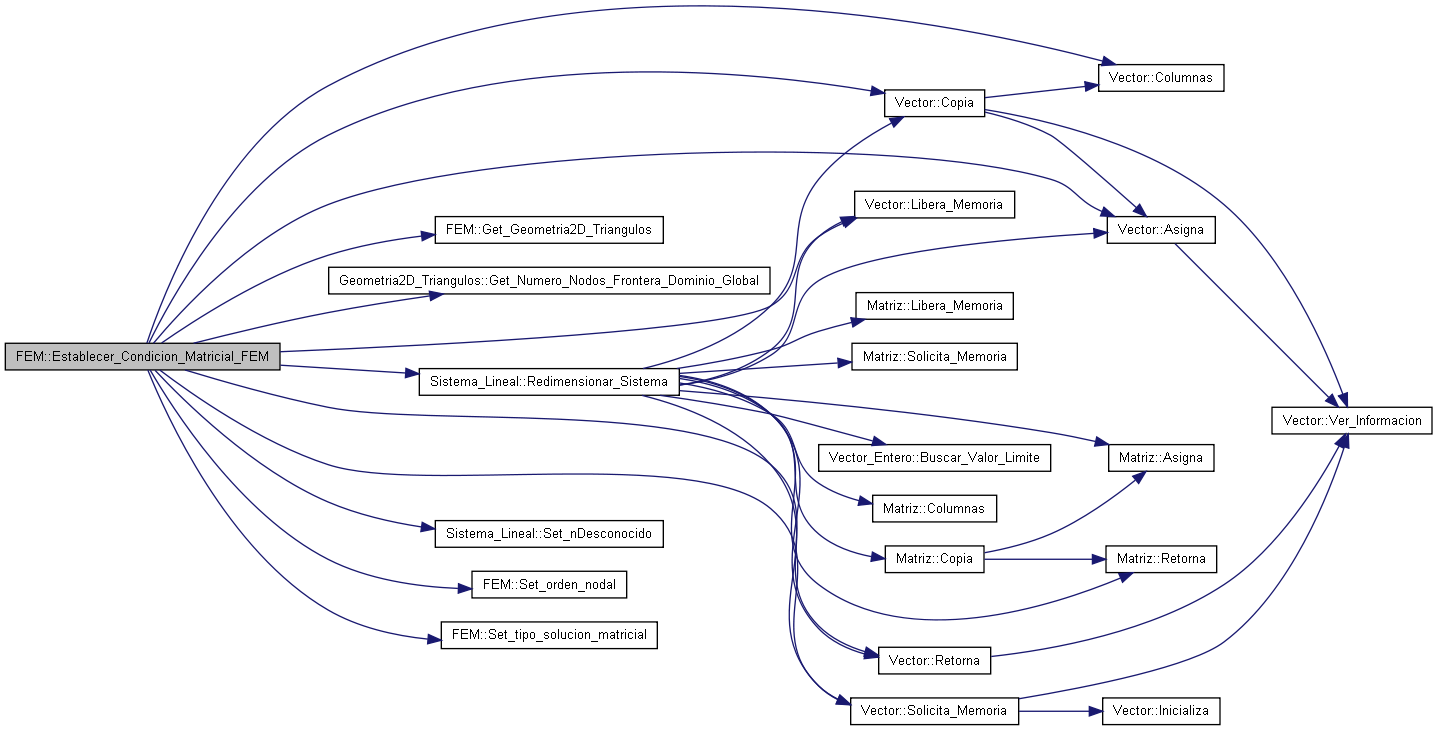 Vector::Columnas
Vector::Copia
Vector::Libera_Memoria
FEM::Get_Geometria2D_Triangulos
Vector::Asigna
Geometria2D_Triangulos::Get_Numero_Nodos_Frontera_Dominio_Global
Matriz::Libera_Memoria
FEM::Establecer_Condicion_Matricial_FEM
Matriz::Solicita_Memoria
Sistema_Lineal::Redimensionar_Sistema
Vector::Ver_Informacion
Vector_Entero::Buscar_Valor_Limite
Matriz::Asigna
Matriz::Columnas
Sistema_Lineal::Set_nDesconocido
Matriz::Copia
Matriz::Retorna
FEM::Set_orden_nodal
FEM::Set_tipo_solucion_matricial
Vector::Retorna
Vector::Solicita_Memoria
Vector::Inicializa